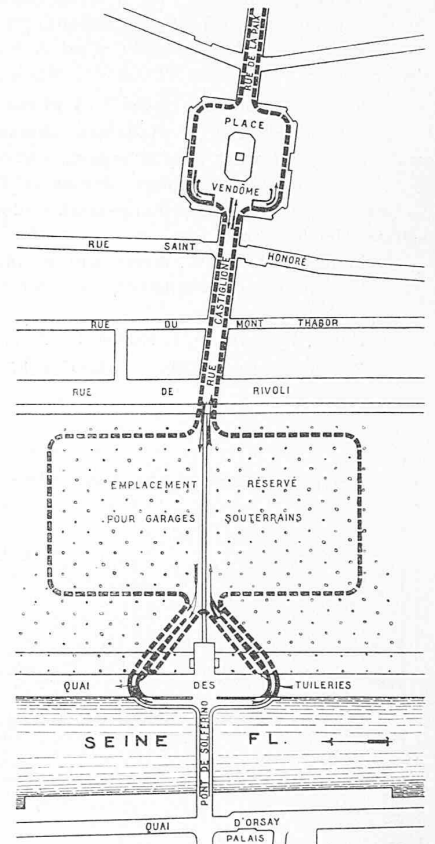 RUE DE LA PAIX
PLACE
VENDÔME
RUE SAINT HONORÉ
RUE CASTIGLIONE
RUE DU MONT THABOR
RUE DE RIVOLI
EMPLACEMENT RÉSERVÉ
POUR GARAGES SOUTERRAINS
QUAI DES TUILERIES
SEINE FL.
PONT DE SOLFERINO
QUAI D'ORSAY
PALAIS